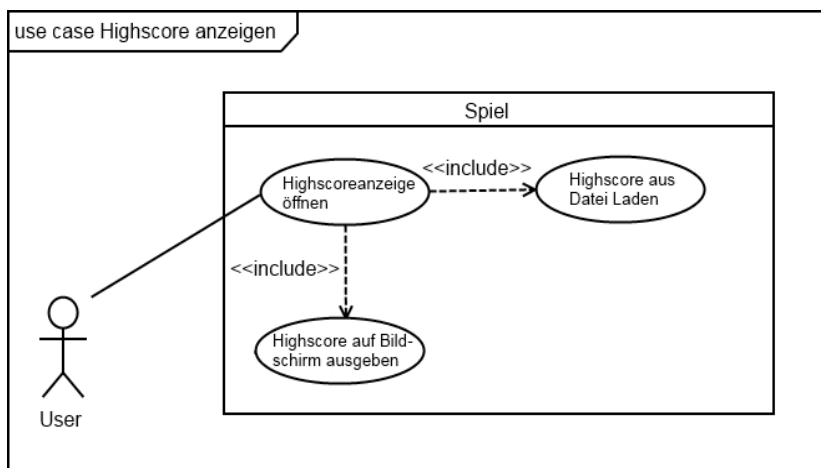 use case Highscore anzeigen
Spiel
<<include>>
Highscoreanzeige
öffnen
Highscore aus
Datei Laden
<<include>>
Highscore auf Bild-
schirm ausgeben
User